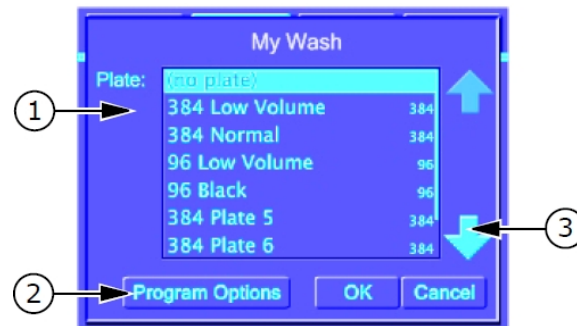 My Wash
Plate: (no plate)
384 Low Volume 384
384 Normal 384
96 Low Volume 96
96 Black 96
384 Plate 5 384
384 Plate 6 384
Program Options OK Cancel
1
2
3